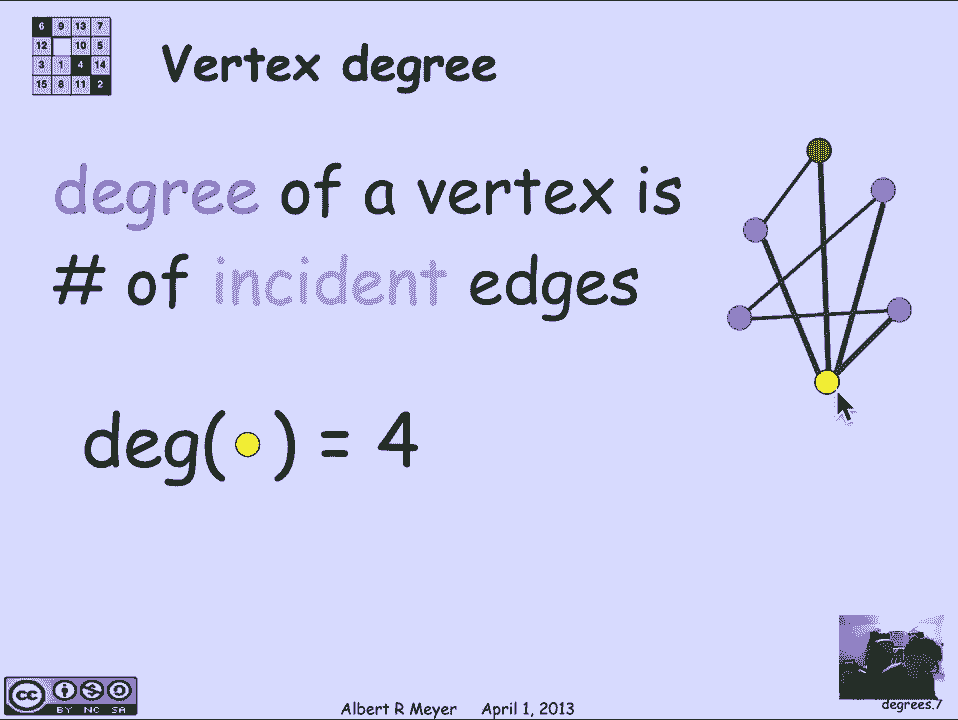 6 9 13 7
12 10 5
3 1 4 14
15 8 11 2
Vertex degree
degree of a vertex is
# of incident edges
deg( ) = 4
cc
BY NC SA
Albert R Meyer April 1, 2013
degrees.7